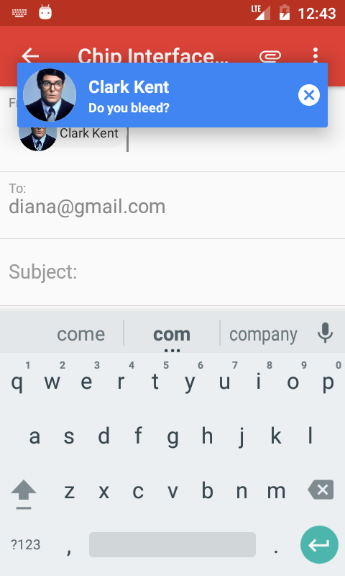 LTE 12:43
Chip Interface...
Clark Kent
Do you bleed?
Clark Kent
To:
diana@gmail.com
Subject:
come com company
1 2 3 4 5 6 7 8 9 0
q w e r t y u i o p
a s d f g h j k l
z x c v b n m
?123 , .